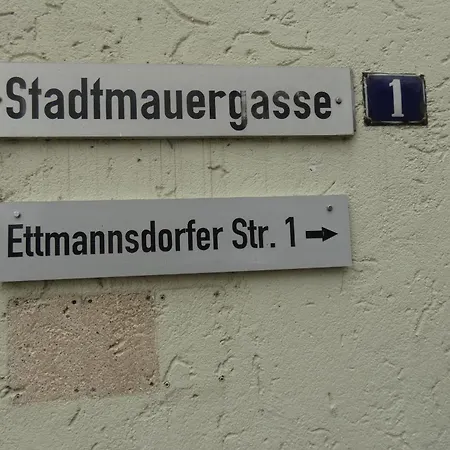 Stadtmauergasse 1
Ettmannsdorfer Str. 1 →